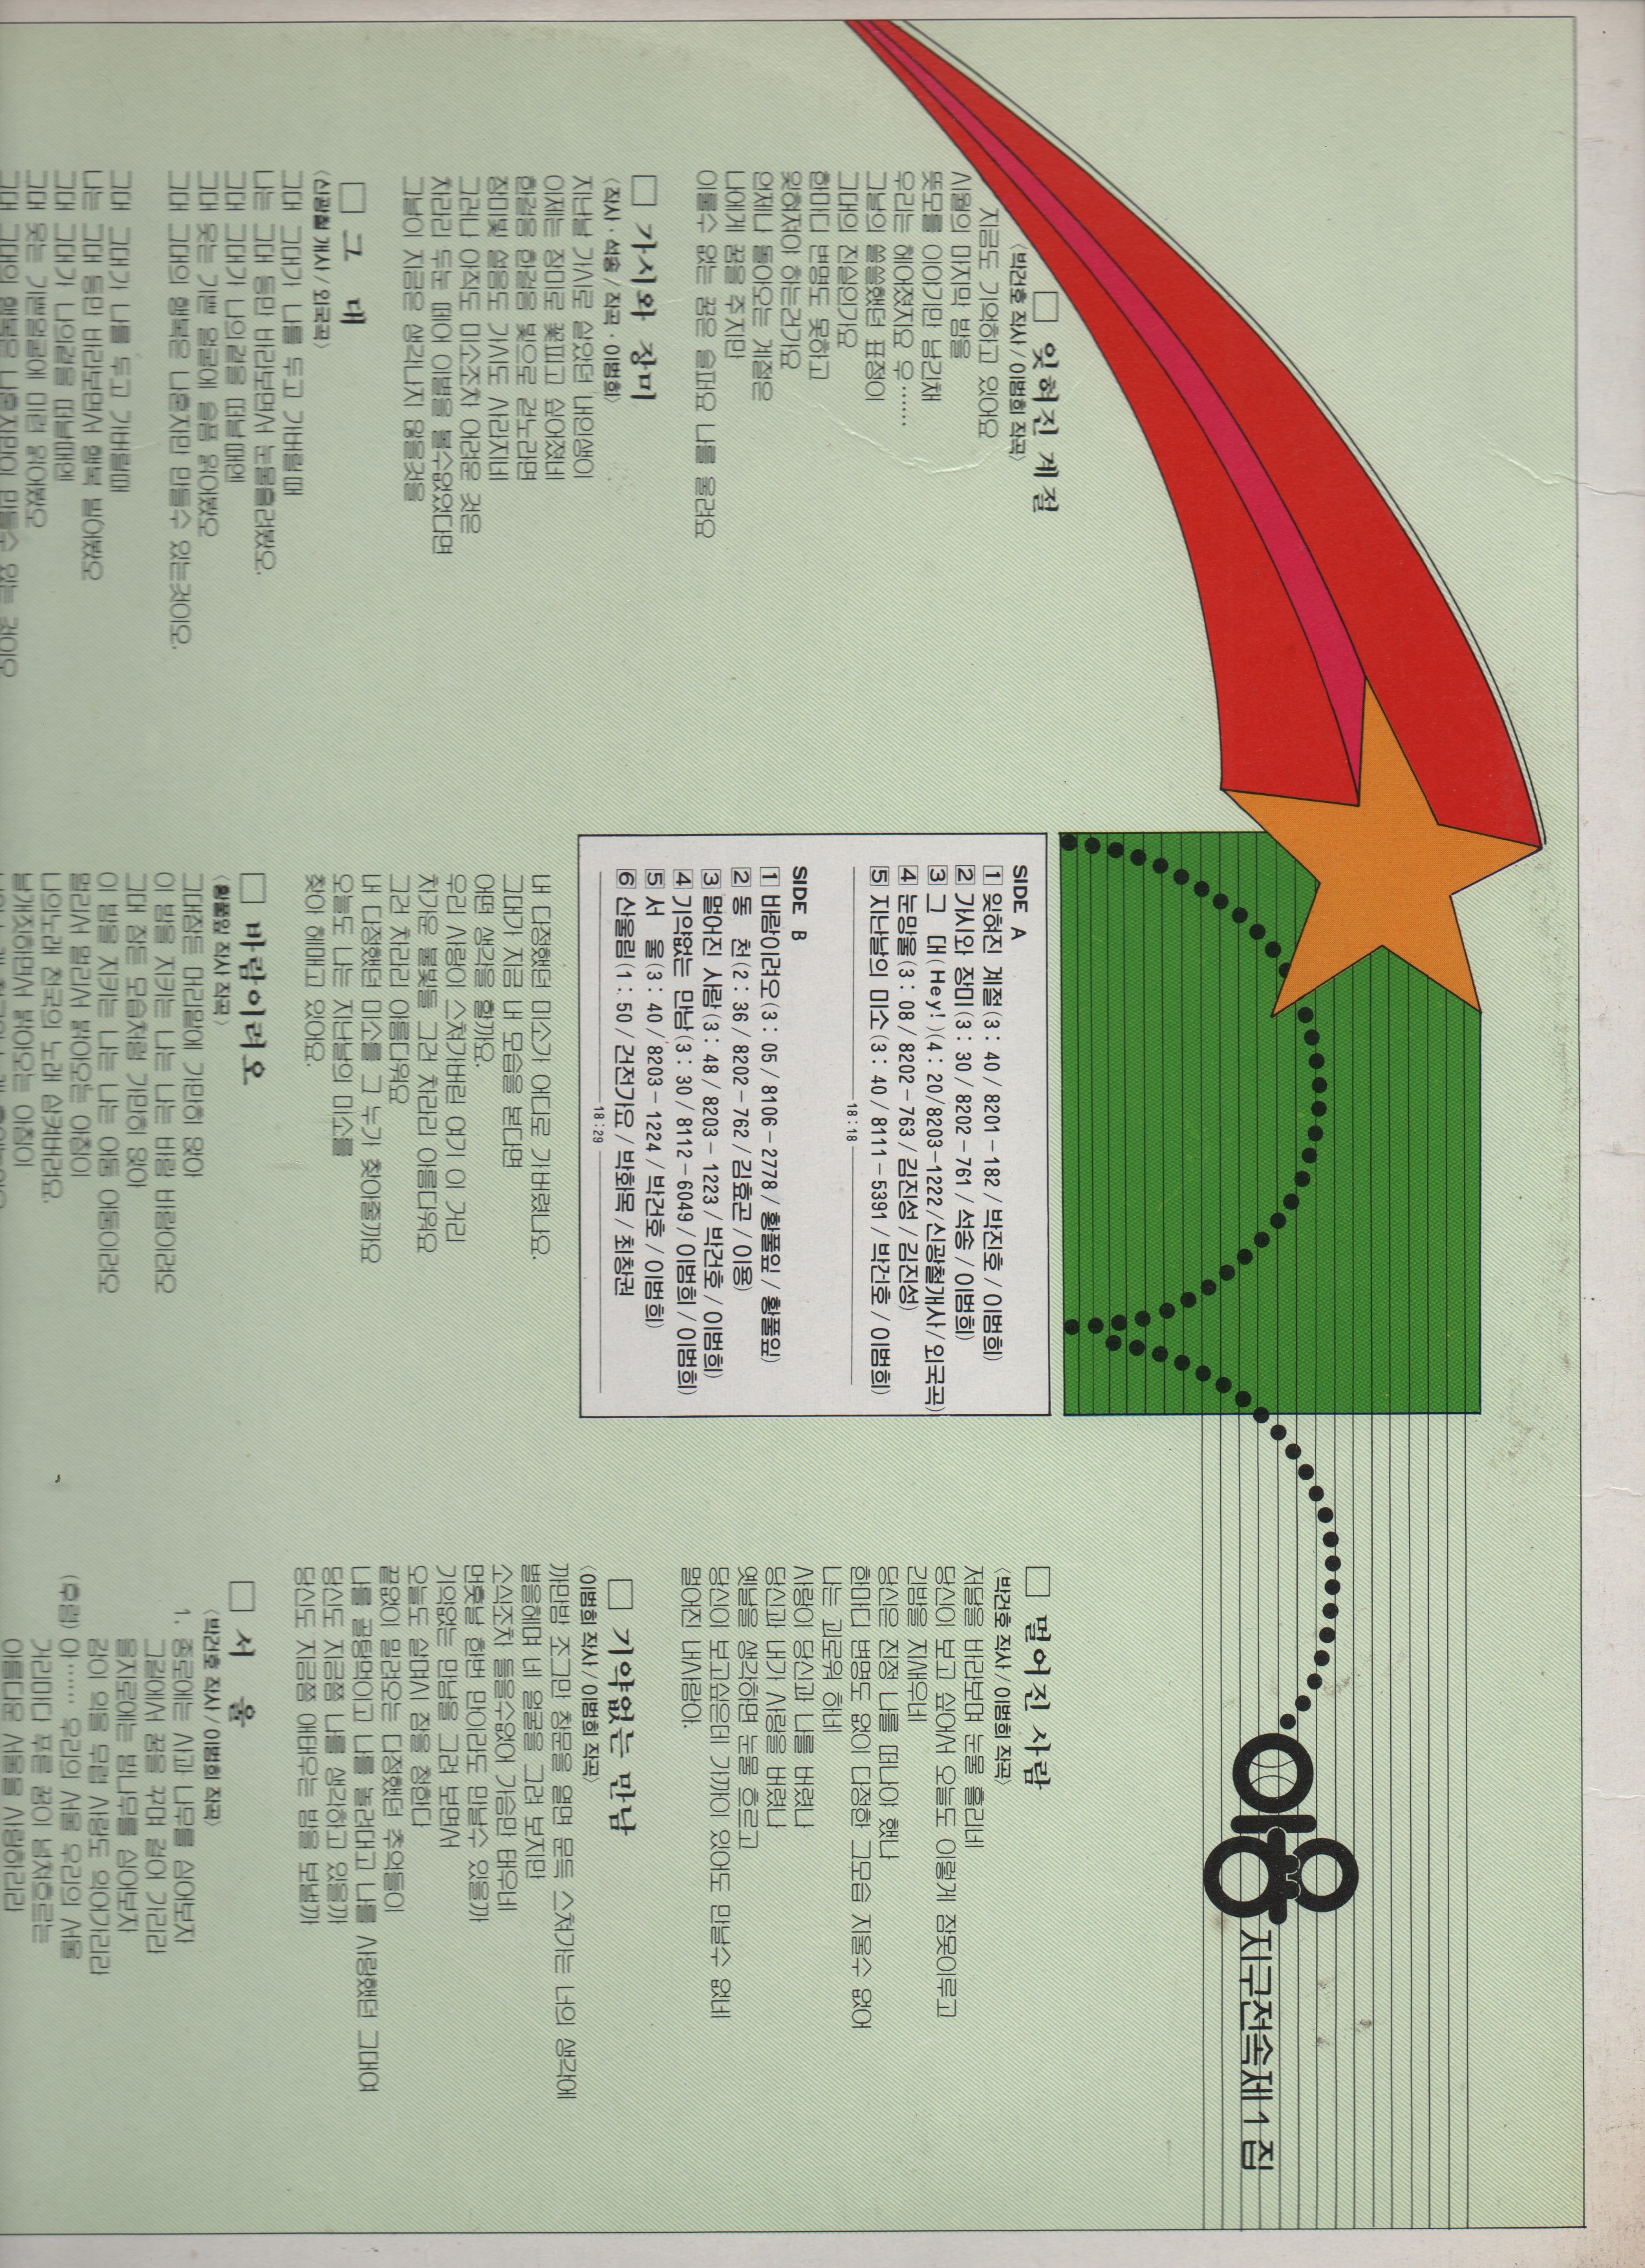 이용 지구전속제1집
□ 잊혀진 계절
〈박건호 작사 / 이범희 작곡〉
지금도 기억하고 있어요
시월의 마지막 밤을
뜻모를 이야기만 남긴채
우리는 헤어졌지요 우……
그날의 쓸쓸했던 표정이
그대의 진실인가요
한마디 변명도 못하고
잊혀져야 하는건가요
언제나 돌아오는 계절은
나에게 꿈을 주지만
이룰수 없는 꿈은 슬퍼요 나를 울려요
□ 가시와 장미
〈작사·석송 / 작곡·이범희〉
지난날 가시로 살았던 내인생이
이제는 장미로 꽃피고 싶어졌네
한걸음 한걸음 빛으로 걷노라면
장미빛 설음도 가시도 사라지네
그러나 아직도 미소조차 어려운 것은
차라리 두눈 떼어 이별을 볼수없었다면
그날이 지금은 생각나지 않을것을
□ 그 대
〈신광철 개사 / 외국곡〉
그대 그대가 나를 두고 가버릴때
나는 그대 등만 바라보면서 눈물흘려봤오.
그대 그대가 나의곁을 떠날때엔
그대 웃는 기쁜 얼굴에 슬픔 읽어봤오
그대 그대의 행복은 나혼자만 만들수 있는것이오.
그대 그대가 나를 두고 가버릴때
나는 그대 등만 바라보면서 행복 빌어봤오
그대 그대가 나의곁을 떠날때엔
그대 웃는 기쁜얼굴에 미련 읽어봤오
그대 그대의 행복은 나혼자만이 만들수 있는 것이오
SIDE A
1 잊혀진 계절(3:40/8201-182/박진호/이범희)
2 가시와 장미(3:30/8202-761/석송/이범희)
3 그 대(Hey!)(4:20/8203-1222/신광철개사/외국곡)
4 눈망울(3:08/8202-763/김진성/김진성)
5 지난날의 미소(3:40/8111-5391/박건호/이범희)
18:18
SIDE B
1 바람이려오(3:05/8106-2778/황풀잎/황풀잎)
2 동 천(2:36/8202-762/김효곤/이용)
3 멀어진 사람(3:48/8203-1223/박건호/이범희)
4 기약없는 만남(3:30/8112-6049/이범희/이범희)
5 서 울(3:40/8203-1224/박건호/이범희)
6 산울림(1:50/건전가요/박화목/최창권
18:29
내 다정했던 미소가 어디로 가버렸나요.
그대가 지금 내 모습을 본다면
어떤 생각을 할까요.
우리 사랑이 스쳐가버린 여기 이 거리
차가운 불빛들 그건 차라리 아름다워요
그건 차라리 아름다워요
내 다정했던 미소를 그 누가 찾아줄까요
오늘도 나는 지난날의 미소를
찾아 헤매고 있어요.
□ 바람이려오
〈황풀잎 작사 작곡〉
그대잠든 머리맡에 가만히 앉아
이 밤을 지키는 나는 나는 바람 바람이려오
그대 잠든 모습처럼 가만히 앉아
이 밤을 지키는 나는 나는 어둠 어둠이려오
멀리서 멀리서 밝아오는 아침이
나의노래 천국의 노래 삼켜버려요.
날개짓하면서 밝아오는 아침이
□ 멀어진 사람
〈박건호 작사 / 이범희 작곡〉
저달을 바라보며 눈물 흘리네
당신이 보고 싶어서 오늘도 이렇게 잠못이루고
긴밤을 지새우네
당신은 진정 나를 떠나야 했나
한마디 변명도 없이 다정한 그모습 지울수 없어
나는 괴로워 하네
사랑이 당신과 나를 버렸나
당신과 내가 사랑을 버렸나
옛날을 생각하면 눈물 흐르고
당신이 보고싶은데 가까이 있어도 만날수 없네
멀어진 내사람아.
□ 기약없는 만남
〈이범희 작사 / 이범희 작곡〉
까만밤 조그만 창문을 열면 문득 스쳐가는 너의 생각에
별을헤며 네 얼굴을 그려 보지만
소식조차 들을수없어 가슴만 태우네
먼훗날 한번 만이라도 만날수 있을까
기약없는 만남을 그려 보면서
오늘도 살며시 잠을 청한다
끝없이 밀려오는 다정했던 추억들이
나를 골탕먹이고 나를 놀려대고 나를 사랑했던 그대여
당신도 지금쯤 나를 생각하고 있을까
당신도 지금쯤 애태우는 밤을 보낼까
□ 서 울
〈박건호 작사 / 이범희 작곡〉
1. 종로에는 사과 나무를 심어보자
그길에서 꿈을 꾸며 걸어 가리라
을지로에는 감나무를 심어보자
감이 익을 무렵 사랑도 익어가리라
(후렴) 아…… 우리의 서울 우리의 서울
거리마다 푸른 꿈이 넘쳐흐르는
아름다운 서울을 사랑하리라